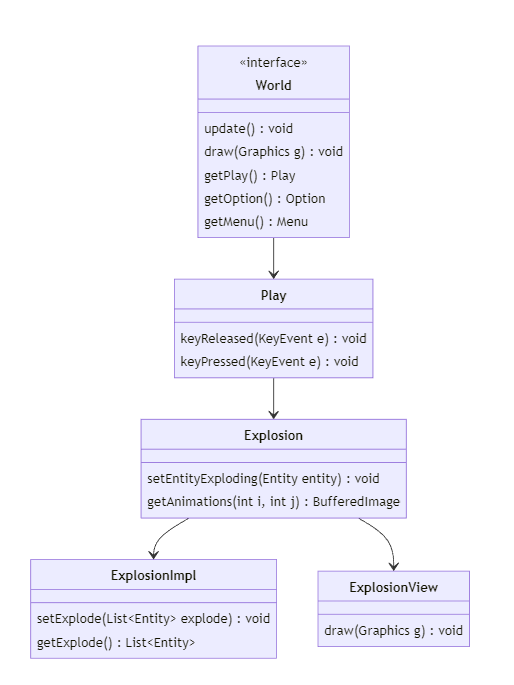 «interface»
World
update() : void
draw(Graphics g) : void
getPlay() : Play
getOption() : Option
getMenu() : Menu
Play
keyReleased(KeyEvent e) : void
keyPressed(KeyEvent e) : void
Explosion
setEntityExploding(Entity entity) : void
getAnimations(int i, int j) : BufferedImage
ExplosionImpl
setExplode(List<Entity> explode) : void
getExplode() : List<Entity>
ExplosionView
draw(Graphics g) : void